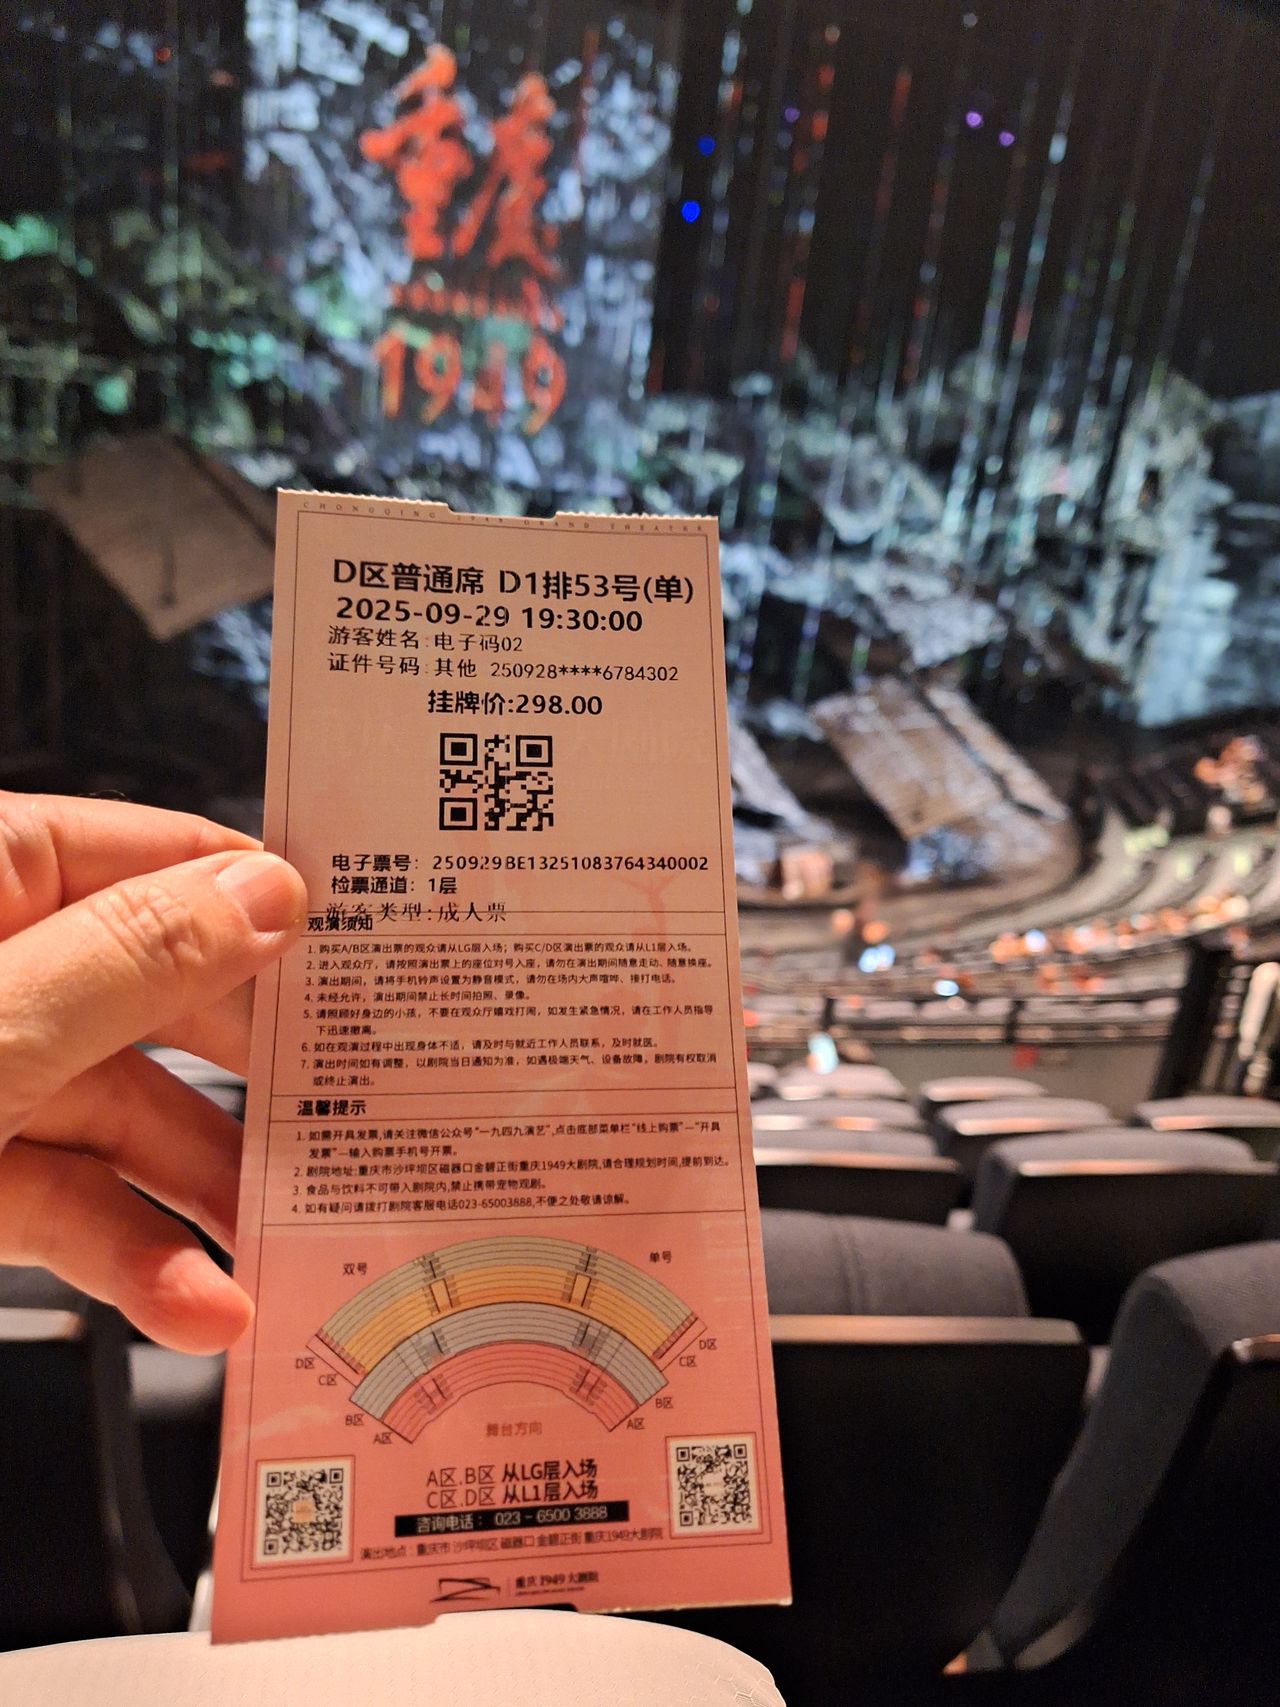 重庆
1949
CHONGQING 1949 GRAND THEATRE
D区普通席 D1排53号(单)
2025-09-29 19:30:00
游客姓名:电子码02
证件号码:其他 250928****6784302
挂牌价:298.00
电子票号：250929BE13251083764340002
检票通道：1层
游客类型:成人票
观演须知
1. 购买A/B区演出票的观众请从LG层入场；购买C/D区演出票的观众请从L1层入场。
2. 进入观众厅，请按照演出票上的座位对号入座，请勿在演出期间随意走动、随意换座。
3. 演出期间，请将手机铃声设置为静音模式，请勿在场内大声喧哗、接打电话。
4. 未经允许，演出期间禁止长时间拍照、录像。
5. 请照顾好身边的小孩，不要在观众厅嬉戏打闹，如发生紧急情况，请在工作人员指导
下迅速撤离。
6. 如在观演过程中出现身体不适，请及时与就近工作人员联系，及时就医。
7. 演出时间如有调整，以剧院当日通知为准，如遇极端天气、设备故障，剧院有权取消
或终止演出。
温馨提示
1. 如需开具发票,请关注微信公众号"一九四九演艺",点击底部菜单栏"线上购票"—"开具
发票"—输入购票手机号开票。
2. 剧院地址:重庆市沙坪坝区磁器口金碧正街重庆1949大剧院,请合理规划时间,提前到达。
3. 食品与饮料不可带入剧院内,禁止携带宠物观剧。
4. 如有疑问请拨打剧院客服电话023-65003888,不便之处敬请谅解。
双号 单号
D区 D区
C区 C区
B区 B区
A区 A区
舞台方向
A区.B区 从LG层入场
C区.D区 从L1层入场
咨询电话： 023 - 6500 3888
演出地点：重庆市 沙坪坝区 磁器口 金碧正街 重庆1949大剧院
重庆1949大剧院